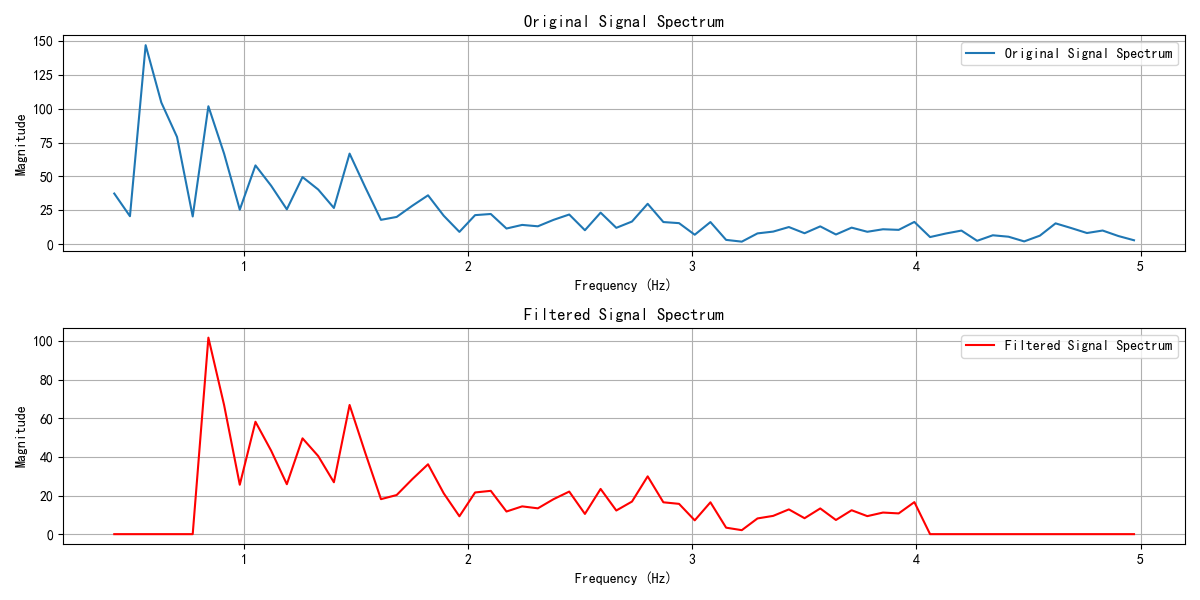 Original Signal Spectrum
150
125
100
75
50
25
0
Magnitude
Original Signal Spectrum
1 2 3 4 5
Frequency (Hz)
Filtered Signal Spectrum
100
80
60
40
20
0
Magnitude
Filtered Signal Spectrum
1 2 3 4 5
Frequency (Hz)